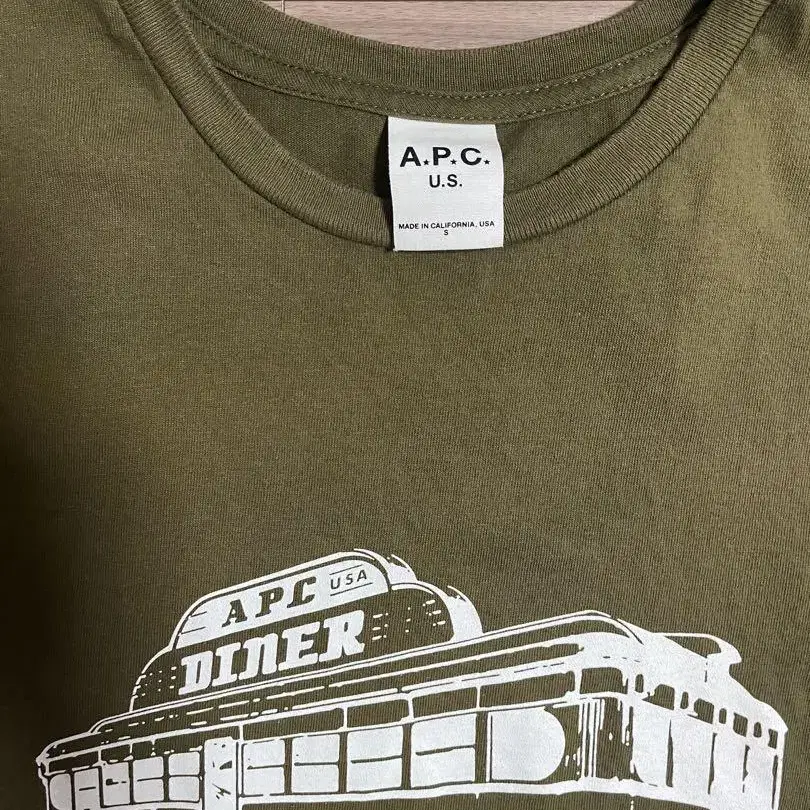 A.P.C.
U.S.
MADE IN CALIFORNIA, USA
S
APC USA
DINER